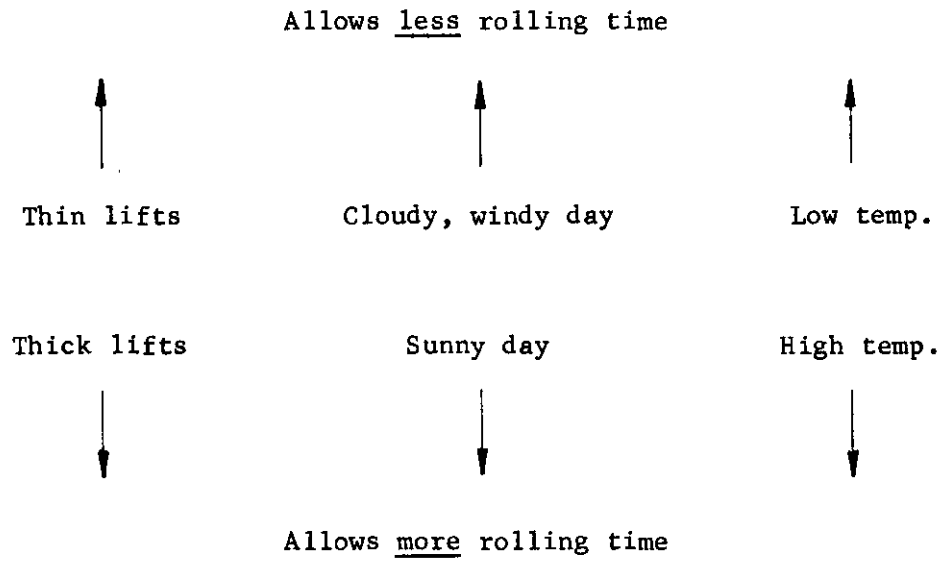 Allows less rolling time
Thin lifts Cloudy, windy day Low temp.
Thick lifts Sunny day High temp.
Allows more rolling time